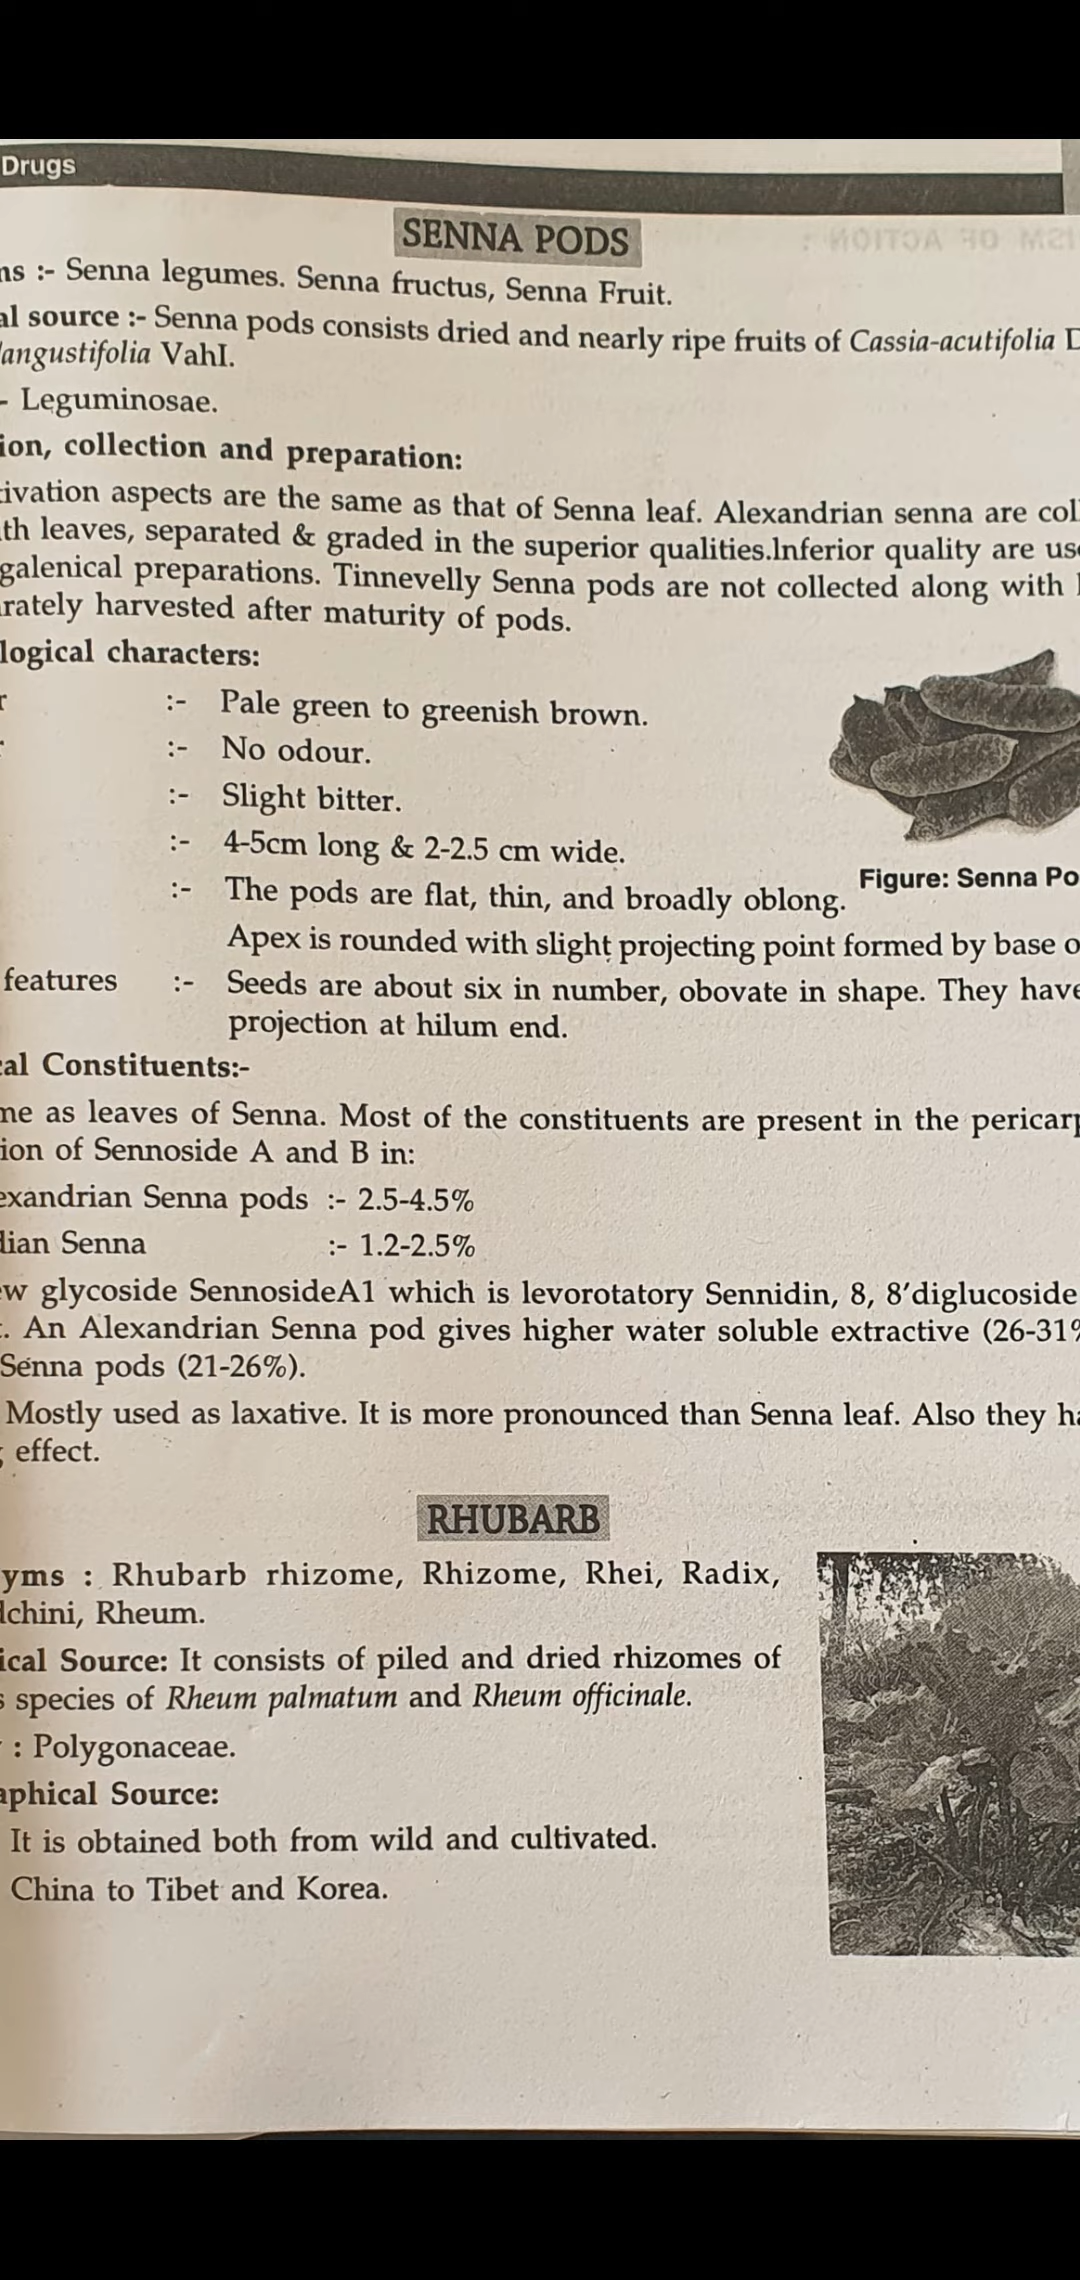 Drugs
SENNA PODS
ns :- Senna legumes. Senna fructus, Senna Fruit.
al source :- Senna pods consists dried and nearly ripe fruits of Cassia-acutifolia D
angustifolia Vahl.
- Leguminosae.
ion, collection and preparation:
ivation aspects are the same as that of Senna leaf. Alexandrian senna are col
th leaves, separated & graded in the superior qualities.Inferior quality are us
galenical preparations. Tinnevelly Senna pods are not collected along with
rately harvested after maturity of pods.
logical characters:
r :- Pale green to greenish brown.
r :- No odour.
:- Slight bitter.
:- 4-5cm long & 2-2.5 cm wide.
:- The pods are flat, thin, and broadly oblong.
Figure: Senna Po
Apex is rounded with slight projecting point formed by base o
features :- Seeds are about six in number, obovate in shape. They have
projection at hilum end.
cal Constituents:-
me as leaves of Senna. Most of the constituents are present in the pericarp
ion of Sennoside A and B in:
exandrian Senna pods :- 2.5-4.5%
dian Senna :- 1.2-2.5%
ew glycoside SennosideA1 which is levorotatory Sennidin, 8, 8'diglucoside
. An Alexandrian Senna pod gives higher water soluble extractive (26-31%
Senna pods (21-26%).
Mostly used as laxative. It is more pronounced than Senna leaf. Also they ha
effect.
RHUBARB
yms : Rhubarb rhizome, Rhizome, Rhei, Radix,
dchini, Rheum.
ical Source: It consists of piled and dried rhizomes of
s species of Rheum palmatum and Rheum officinale.
: Polygonaceae.
aphical Source:
It is obtained both from wild and cultivated.
China to Tibet and Korea.